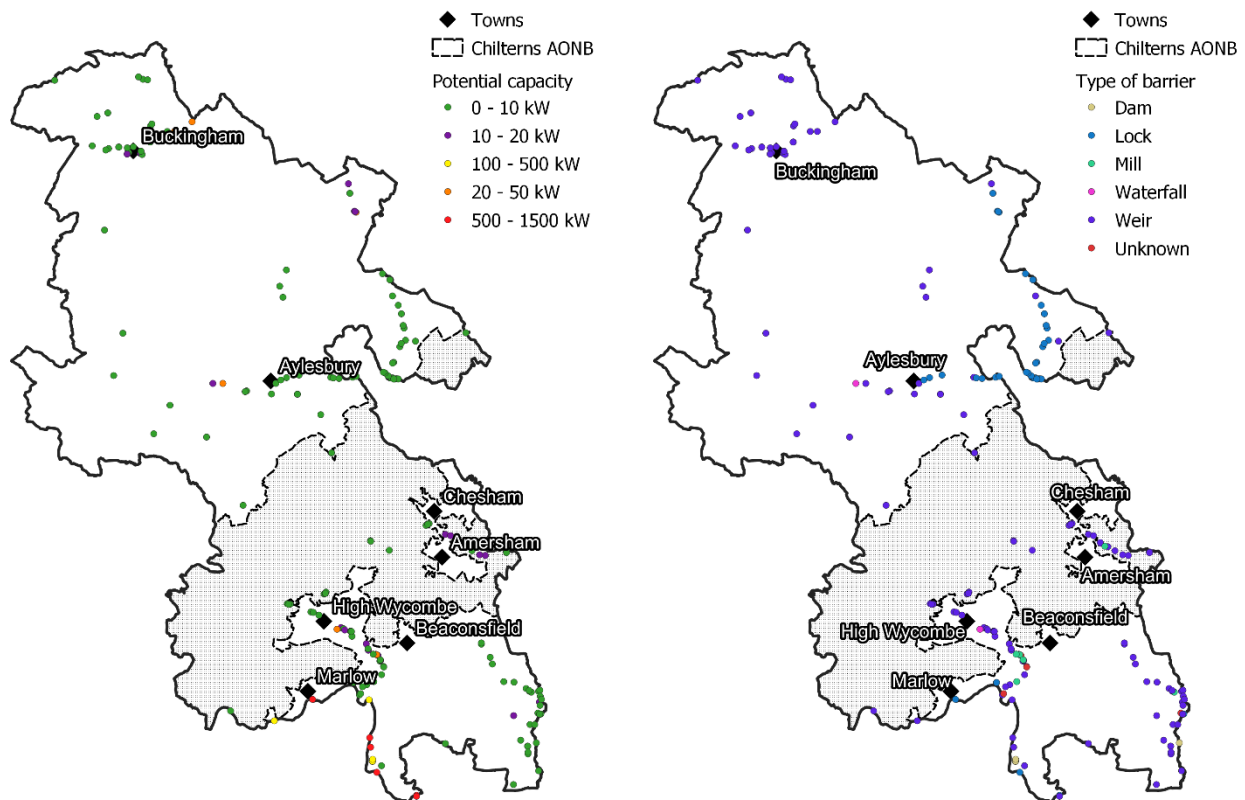 Towns
Chilterns AONB
Potential capacity
0 - 10 kW
10 - 20 kW
100 - 500 kW
20 - 50 kW
500 - 1500 kW
Buckingham
Aylesbury
Chesham
Amersham
High Wycombe
Beaconsfield
Marlow
Towns
Chilterns AONB
Type of barrier
Dam
Lock
Mill
Waterfall
Weir
Unknown
Buckingham
Aylesbury
Chesham
Amersham
Beaconsfield
High Wycombe
Marlow